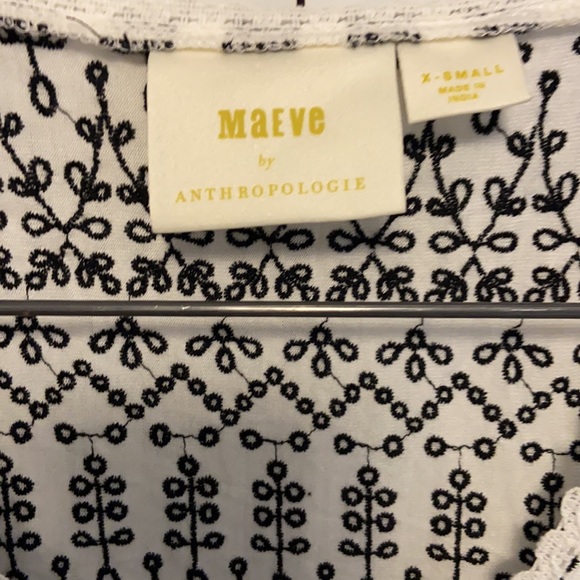 MaEve
by
ANTHROPOLOGIE
X-SMALL
MADE IN
INDIA